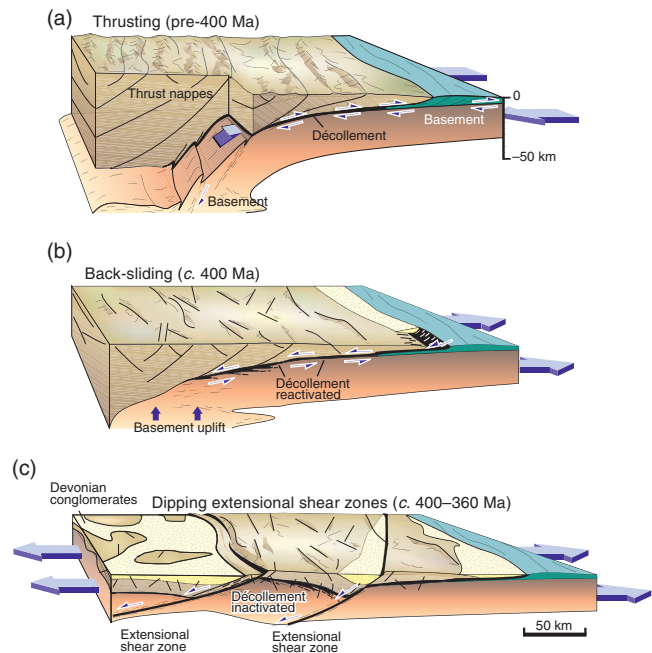 (a)
Thrusting (pre-400 Ma)
Thrust nappes
0
Décollement
Basement
–50 km
Basement
(b)
Back-sliding (c. 400 Ma)
Décollement
reactivated
Basement uplift
(c)
Devonian
conglomerates
Dipping extensional shear zones (c. 400–360 Ma)
Décollement
inactivated
Extensional
shear zone
Extensional
shear zone
50 km